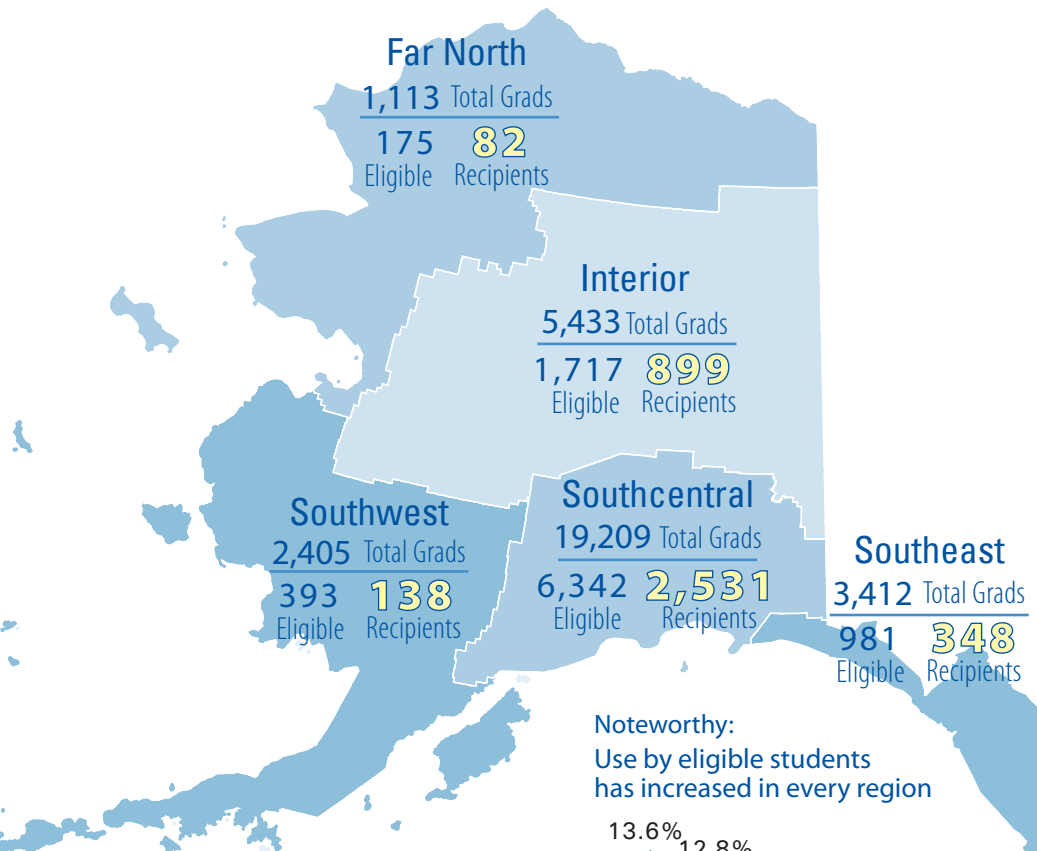 Far North
1,113 Total Grads
175 82
Eligible Recipients
Interior
5,433 Total Grads
1,717 899
Eligible Recipients
Southwest
2,405 Total Grads
393 138
Eligible Recipients
Southcentral
19,209 Total Grads
6,342 2,531
Eligible Recipients
Southeast
3,412 Total Grads
981 348
Eligible Recipients
Noteworthy:
Use by eligible students
has increased in every region
13.6%
12.8%